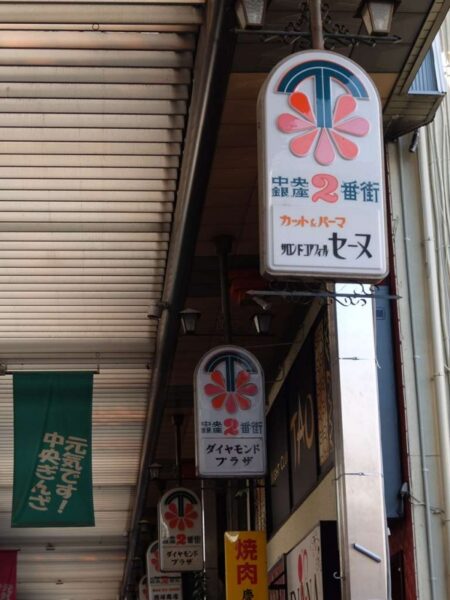 中央
銀座2番街
カット&パーマ
サロンドコアフィル セーヌ
中央
銀座2番街
ダイヤモンド
プラザ
中央
銀座2番街
ダイヤモンド
プラザ
元気です!!
中央ぎんざ
TAO
焼肉